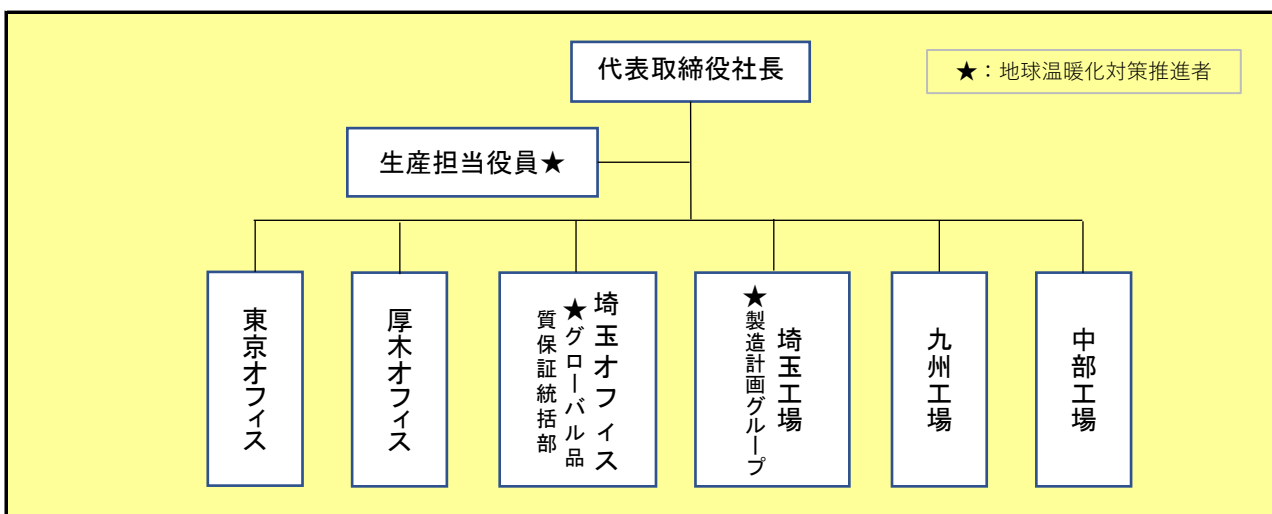 代表取締役社長
★：地球温暖化対策推進者
生産担当役員★
東京オフィス
厚木オフィス
埼玉オフィス
★グローバル品
質保証統括部
埼玉工場
★製造計画グループ
九州工場
中部工場